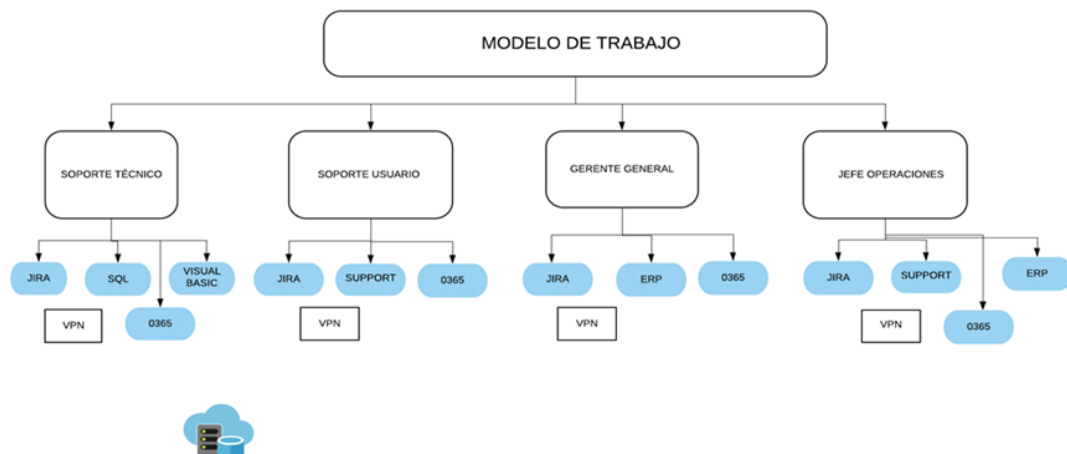 MODELO DE TRABAJO
SOPORTE TÉCNICO
SOPORTE USUARIO
GERENTE GENERAL
JEFE OPERACIONES
JIRA
SQL
VISUAL
BASIC
0365
VPN
JIRA
SUPPORT
0365
VPN
JIRA
ERP
0365
VPN
JIRA
SUPPORT
ERP
VPN
0365